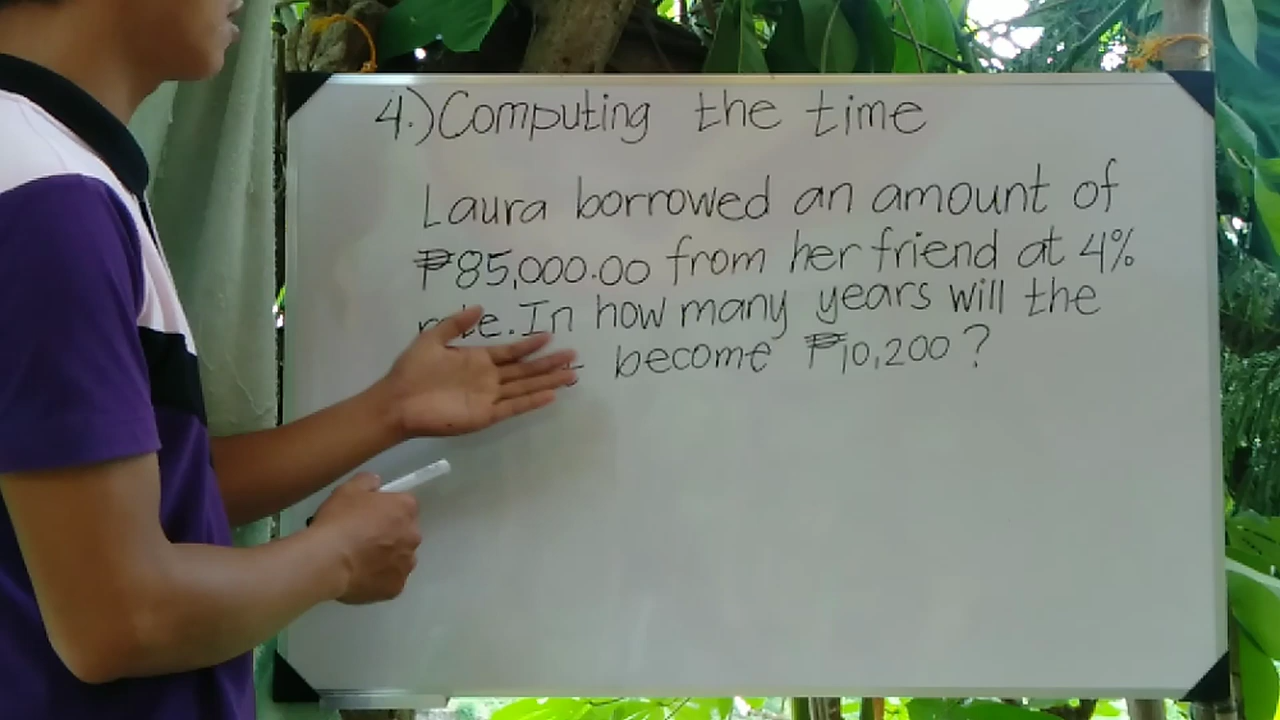 4.) Computing the time
Laura borrowed an amount of
₱85,000.00 from her friend at 4%
rate. In how many years will the
become ₱10,200?